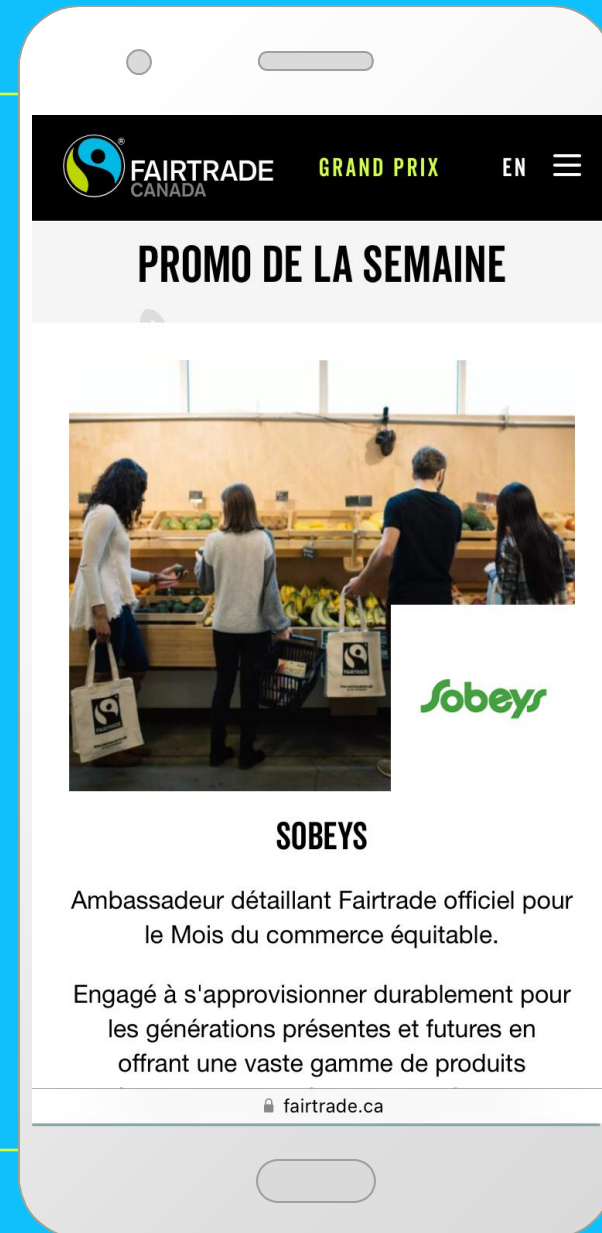 FAIRTRADE
CANADA
GRAND PRIX
EN
PROMO DE LA SEMAINE
FAIRTRADE
FAIRTRADE
Sobeys
SOBEYS
Ambassadeur détaillant Fairtrade officiel pour
le Mois du commerce équitable.
Engagé à s'approvisionner durablement pour
les générations présentes et futures en
offrant une vaste gamme de produits
fairtrade.ca